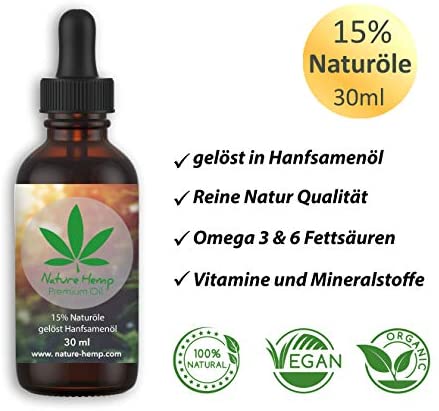 15%
Naturöle
30ml
gelöst in Hanfsamenöl
Reine Natur Qualität
Omega 3 & 6 Fettsäuren
Vitamine und Mineralstoffe
Nature Hemp
Premium Oil
15% Naturöle
gelöst Hanfsamenöl
30 ml
www.nature-hemp.com
100%
NATURAL
VEGAN
ORGANIC